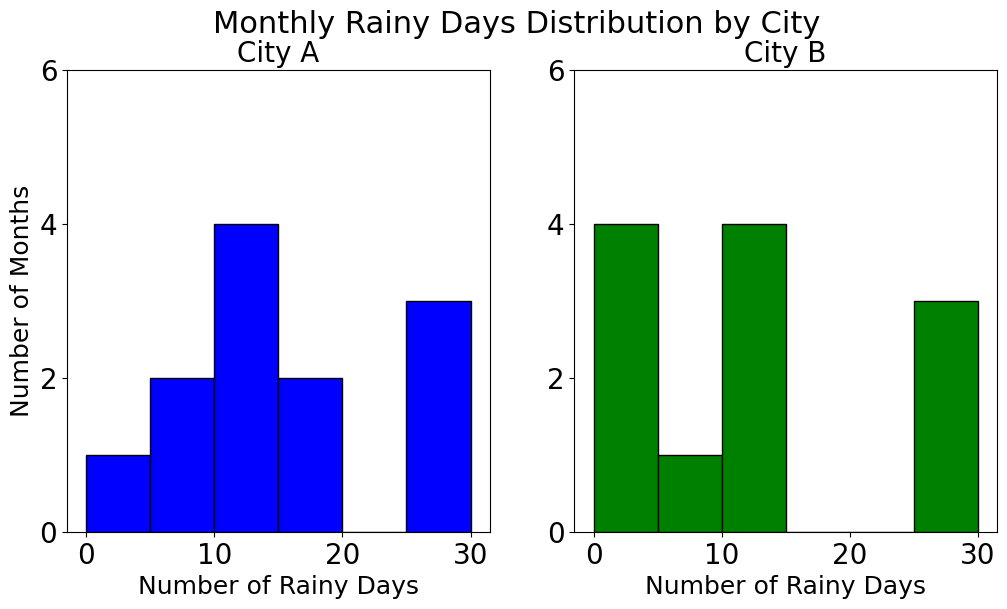 Monthly Rainy Days Distribution by City
City A
6
4
2
0
Number of Months
0 10 20 30
Number of Rainy Days
City B
6
4
2
0
0 10 20 30
Number of Rainy Days